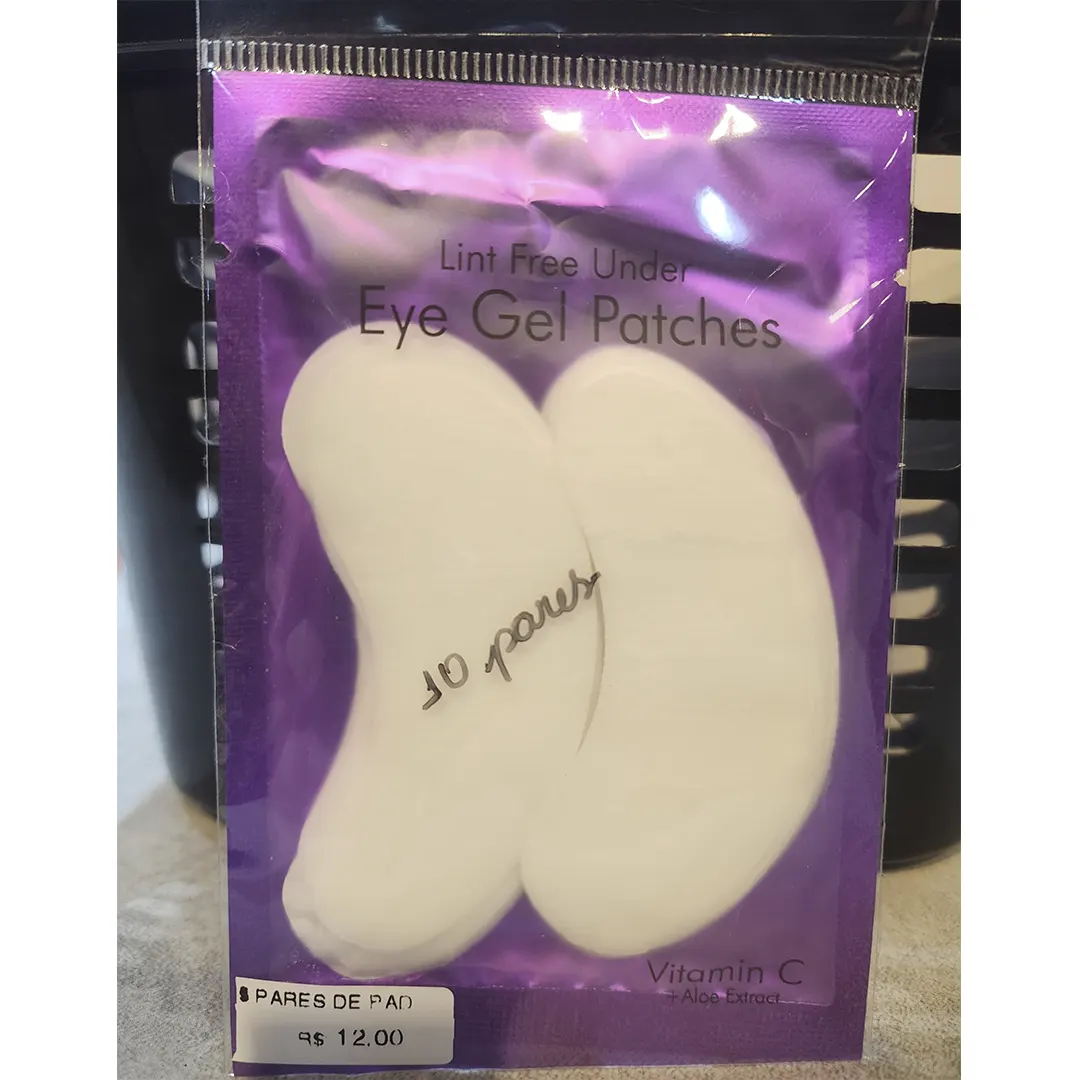 Lint Free Under
Eye Gel Patches
10 pares
Vitamin C
+ Aloe Extract
PARES DE PAD
R$ 12,00